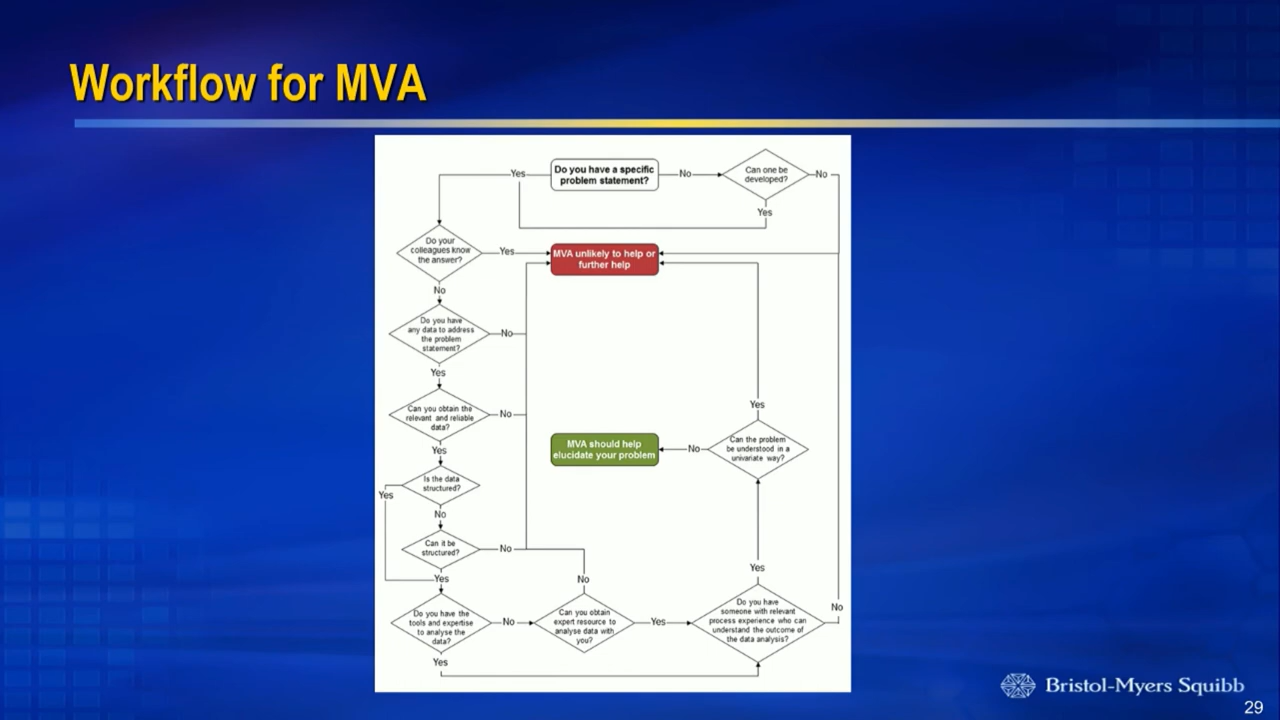 Workflow for MVA
Do you have a specific
problem statement?
Yes
No
Can one be
developed?
No
Yes
Do your
colleagues know
the answer?
Yes
MVA unlikely to help or
further help
No
Do you have
any data to address
the problem
statement?
No
Yes
Can you obtain the
relevant and reliable
data?
No
Yes
Is the data
structured?
Yes
No
Can it be
structured?
No
Yes
Do you have the
tools and expertise
to analyse the
data?
No
Yes
Can you obtain
expert resource to
analyse data with
you?
No
Yes
Do you have
someone with relevant
process experience who can
understand the outcome of
the data analysis?
No
Yes
Can the problem
be understood in a
univariate way?
Yes
No
MVA should help
elucidate your problem
Bristol-Myers Squibb
29